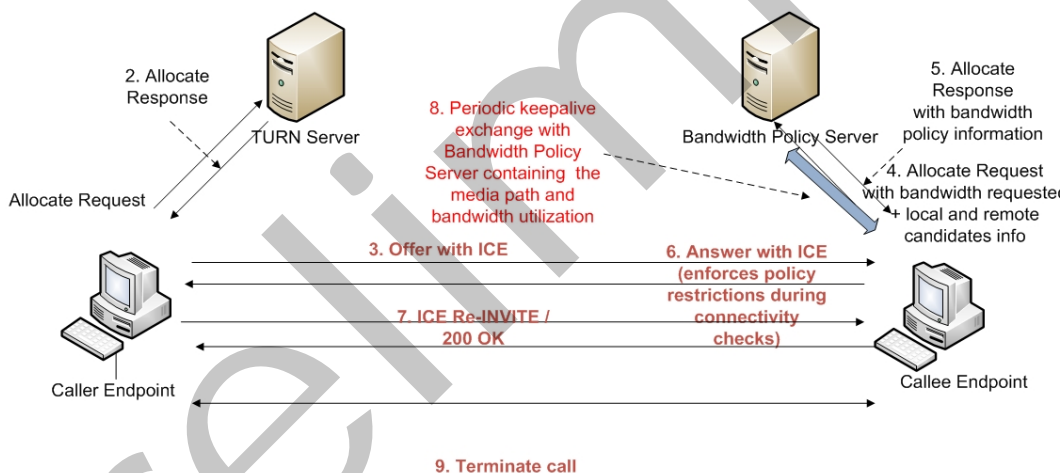 2. Allocate
Response
TURN Server
Allocate Request
8. Periodic keepalive
exchange with
Bandwidth Policy
Server containing the
media path and
bandwidth utilization
Bandwidth Policy Server
5. Allocate
Response
with bandwidth
policy information
4. Allocate Request
with bandwidth requested
+ local and remote
candidates info
3. Offer with ICE
6. Answer with ICE
(enforces policy
restrictions during
connectivity
checks)
7. ICE Re-INVITE /
200 OK
Caller Endpoint
Callee Endpoint
9. Terminate call
elim